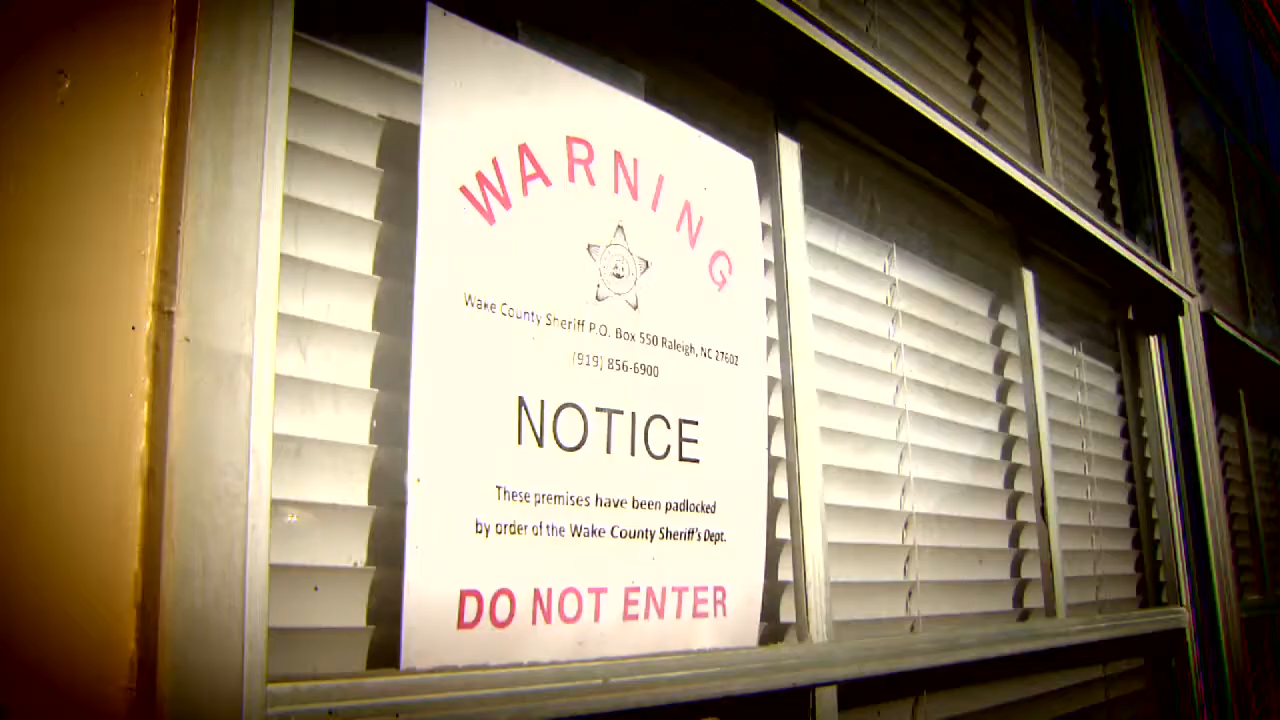 WARNING
Wake County Sheriff P.O. Box 550 Raleigh, NC 27602
(919) 856-6900
NOTICE
These premises have been padlocked
by order of the Wake County Sheriff's Dept.
DO NOT ENTER